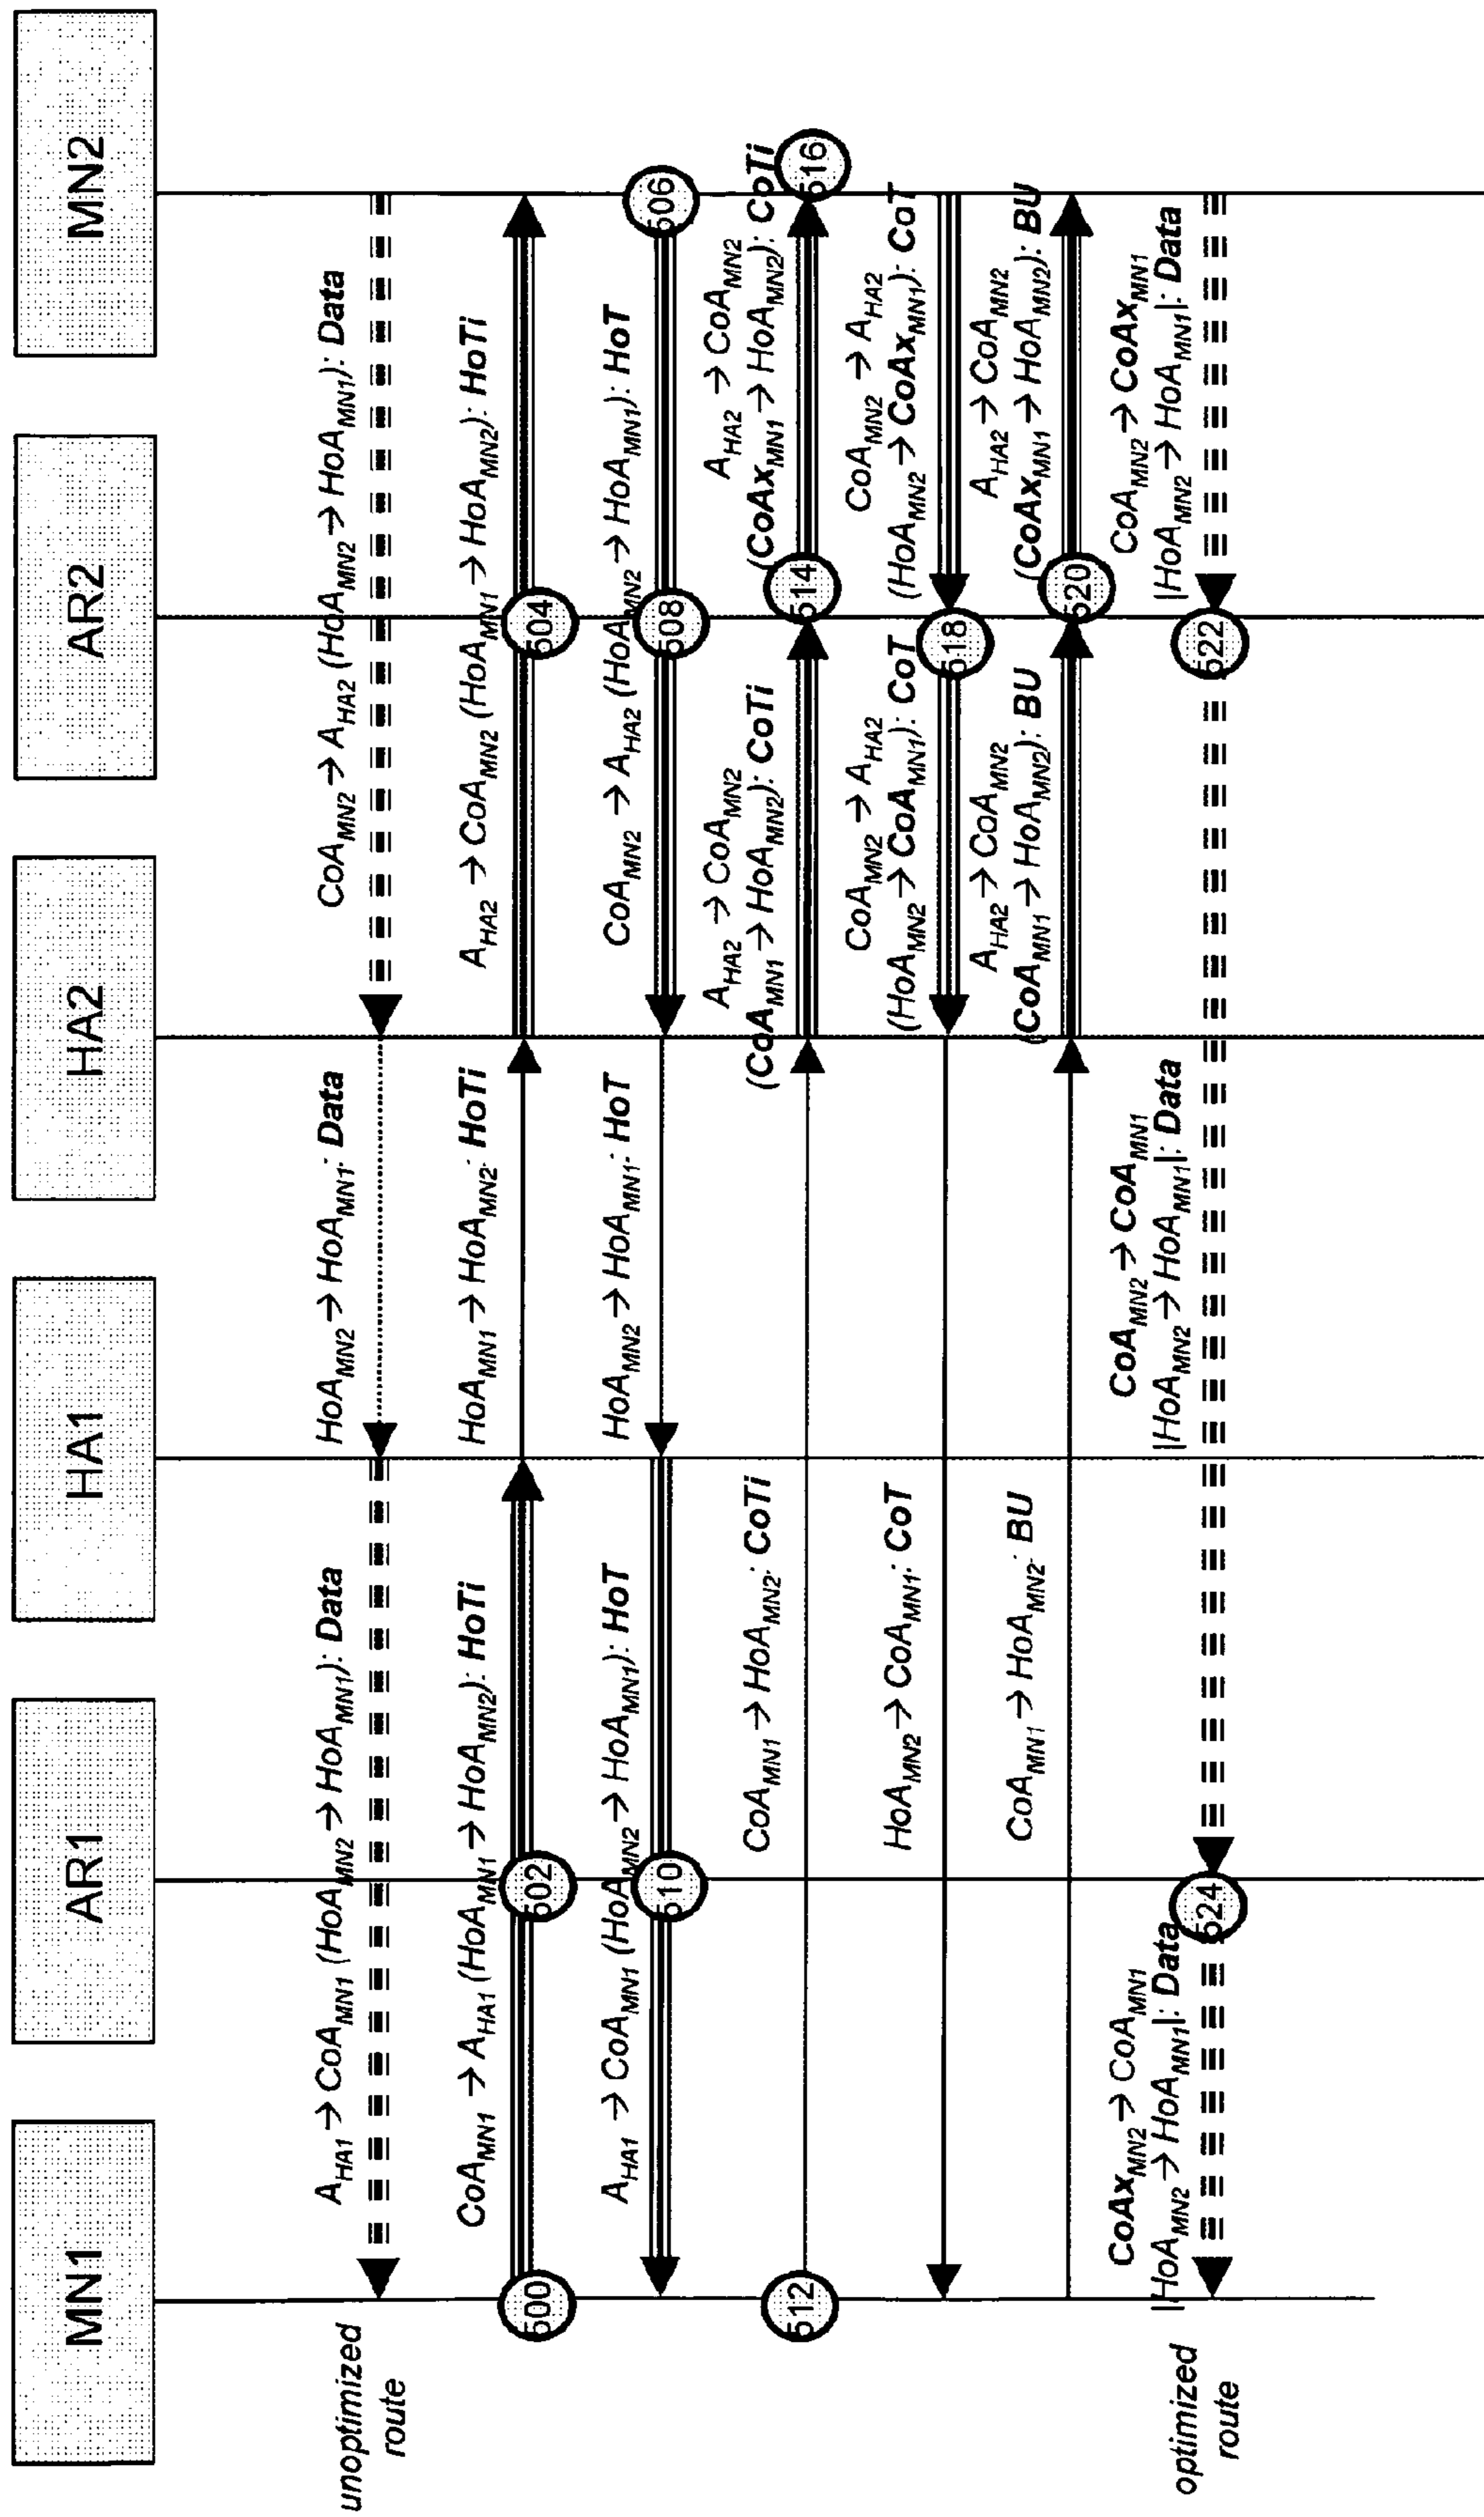 MN1
AR1
HA1
HA2
AR2
MN2
unoptimized
route
A_HA1 → CoA_MN1 (HoA_MN2 → HoA_MN1): Data
HoA_MN2 → HoA_MN1: Data
CoA_MN2 → A_HA2 (HoA_MN2 → HoA_MN1): Data
CoA_MN1 → A_HA1 (HoA_MN1 → HoA_MN2): HoTi
HoA_MN1 → HoA_MN2: HoTi
A_HA2 → CoA_MN2 (HoA_MN1 → HoA_MN2): HoTi
500
502
504
A_HA1 → CoA_MN1 (HoA_MN2 → HoA_MN1): HoT
HoA_MN2 → HoA_MN1: HoT
CoA_MN2 → A_HA2 (HoA_MN2 → HoA_MN1): HoT
510
508
506
CoA_MN1 → HoA_MN2: CoTi
A_HA2 → CoA_MN2
(CoA_MN1 → HoA_MN2): CoTi
A_HA2 → CoA_MN2
(CoAx_MN1 → HoA_MN2): CoTi
512
514
516
HoA_MN2 → CoA_MN1: CoT
CoA_MN2 → A_HA2
(HoA_MN2 → CoA_MN1): CoT
CoA_MN2 → A_HA2
(HoA_MN2 → CoAx_MN1): CoT
518
CoA_MN1 → HoA_MN2: BU
A_HA2 → CoA_MN2
(CoA_MN1 → HoA_MN2): BU
A_HA2 → CoA_MN2
(CoAx_MN1 → HoA_MN2): BU
520
optimized
route
CoAx_MN2 → CoA_MN1
|HoA_MN2 → HoA_MN1|: Data
CoA_MN2 → CoA_MN1
|HoA_MN2 → HoA_MN1|: Data
CoA_MN2 → CoAx_MN1
|HoA_MN2 → HoA_MN1|: Data
524
522